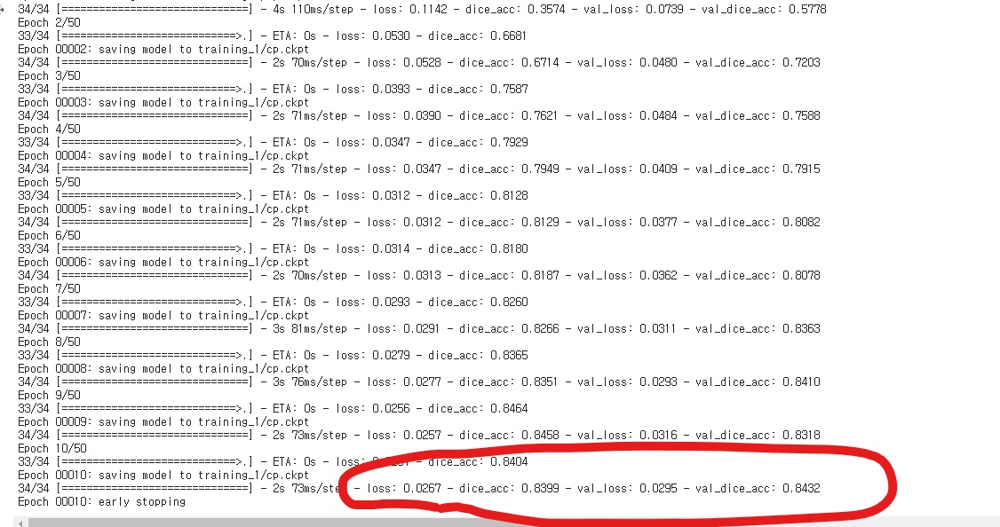 34/34 [==============================] - 4s 110ms/step - loss: 0.1142 - dice_acc: 0.3574 - val_loss: 0.0739 - val_dice_acc: 0.5778
Epoch 2/50
33/34 [============================>.] - ETA: 0s - loss: 0.0530 - dice_acc: 0.6681
Epoch 00002: saving model to training_1/cp.ckpt
34/34 [==============================] - 2s 70ms/step - loss: 0.0528 - dice_acc: 0.6714 - val_loss: 0.0480 - val_dice_acc: 0.7203
Epoch 3/50
33/34 [============================>.] - ETA: 0s - loss: 0.0393 - dice_acc: 0.7587
Epoch 00003: saving model to training_1/cp.ckpt
34/34 [==============================] - 2s 71ms/step - loss: 0.0390 - dice_acc: 0.7621 - val_loss: 0.0484 - val_dice_acc: 0.7588
Epoch 4/50
33/34 [============================>.] - ETA: 0s - loss: 0.0347 - dice_acc: 0.7929
Epoch 00004: saving model to training_1/cp.ckpt
34/34 [==============================] - 2s 71ms/step - loss: 0.0347 - dice_acc: 0.7949 - val_loss: 0.0409 - val_dice_acc: 0.7915
Epoch 5/50
33/34 [============================>.] - ETA: 0s - loss: 0.0312 - dice_acc: 0.8128
Epoch 00005: saving model to training_1/cp.ckpt
34/34 [==============================] - 2s 71ms/step - loss: 0.0312 - dice_acc: 0.8129 - val_loss: 0.0377 - val_dice_acc: 0.8082
Epoch 6/50
33/34 [============================>.] - ETA: 0s - loss: 0.0314 - dice_acc: 0.8180
Epoch 00006: saving model to training_1/cp.ckpt
34/34 [==============================] - 2s 70ms/step - loss: 0.0313 - dice_acc: 0.8187 - val_loss: 0.0362 - val_dice_acc: 0.8078
Epoch 7/50
33/34 [============================>.] - ETA: 0s - loss: 0.0293 - dice_acc: 0.8260
Epoch 00007: saving model to training_1/cp.ckpt
34/34 [==============================] - 3s 81ms/step - loss: 0.0291 - dice_acc: 0.8266 - val_loss: 0.0311 - val_dice_acc: 0.8363
Epoch 8/50
33/34 [============================>.] - ETA: 0s - loss: 0.0279 - dice_acc: 0.8365
Epoch 00008: saving model to training_1/cp.ckpt
34/34 [==============================] - 3s 76ms/step - loss: 0.0277 - dice_acc: 0.8351 - val_loss: 0.0293 - val_dice_acc: 0.8410
Epoch 9/50
33/34 [============================>.] - ETA: 0s - loss: 0.0256 - dice_acc: 0.8464
Epoch 00009: saving model to training_1/cp.ckpt
34/34 [==============================] - 2s 73ms/step - loss: 0.0257 - dice_acc: 0.8458 - val_loss: 0.0316 - val_dice_acc: 0.8318
Epoch 10/50
33/34 [============================>.] - ETA: 0s - - dice_acc: 0.8404
Epoch 00010: saving model to training_1/cp.ckpt
34/34 [==============================] - 2s 73ms/step - loss: 0.0267 - dice_acc: 0.8399 - val_loss: 0.0295 - val_dice_acc: 0.8432
Epoch 00010: early stopping